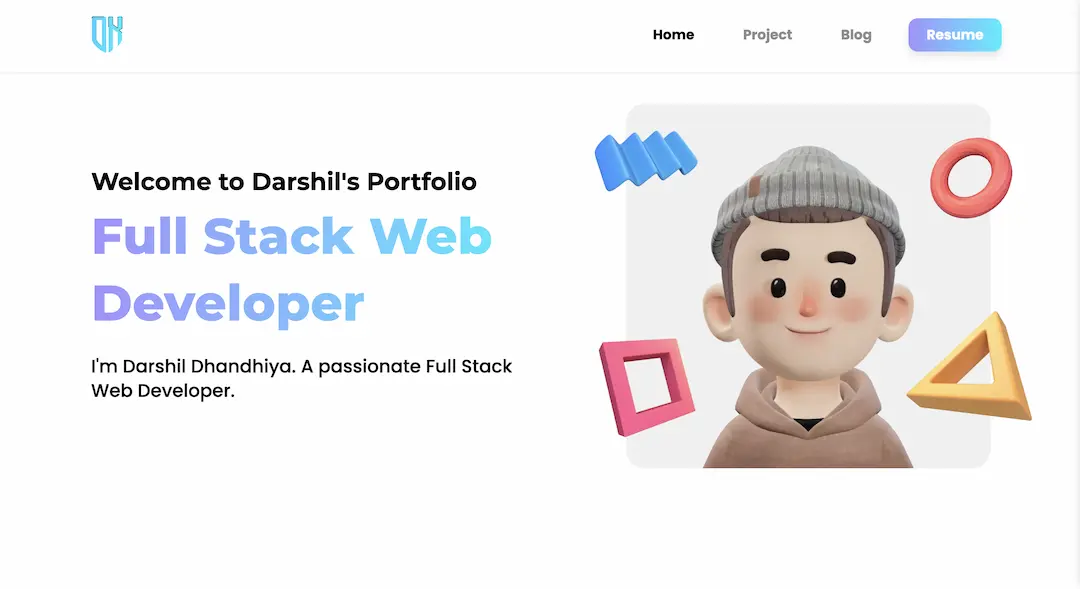 Home Project Blog Resume
Welcome to Darshil's Portfolio
Full Stack Web
Developer
I'm Darshil Dhandhiya. A passionate Full Stack
Web Developer.